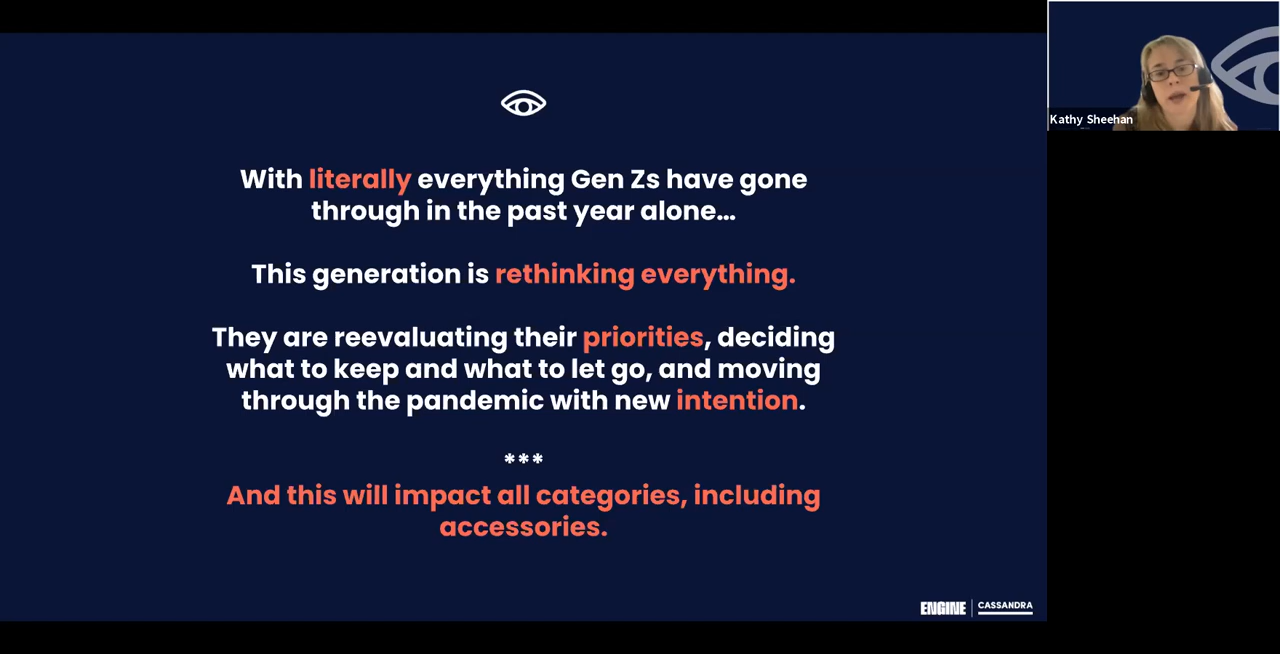 Kathy Sheehan
With literally everything Gen Zs have gone
through in the past year alone...
This generation is rethinking everything.
They are reevaluating their priorities, deciding
what to keep and what to let go, and moving
through the pandemic with new intention.
***
And this will impact all categories, including
accessories.
ENGINE | CASSANDRA